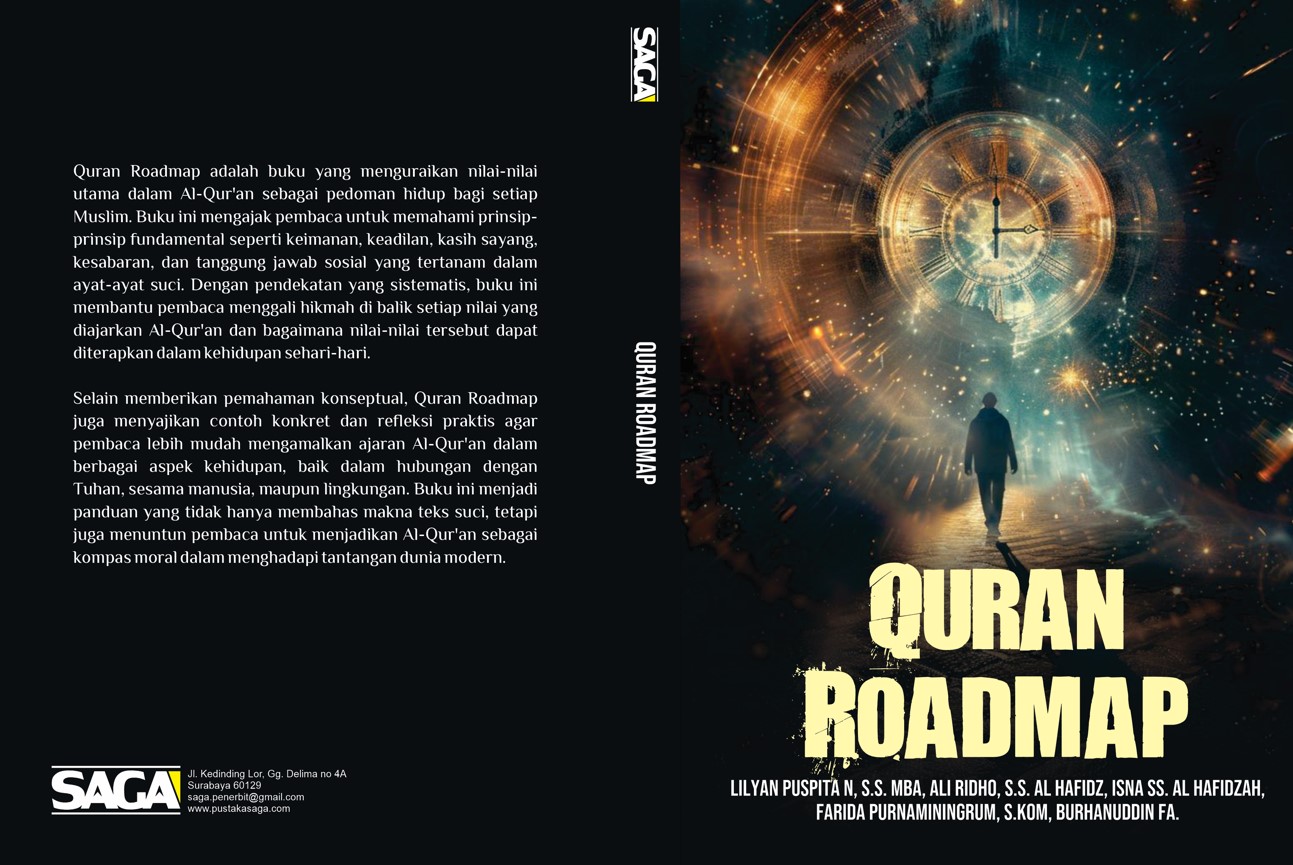 Quran Roadmap adalah buku yang menguraikan nilai-nilai
utama dalam Al-Qur'an sebagai pedoman hidup bagi setiap
Muslim. Buku ini mengajak pembaca untuk memahami prinsip-
prinsip fundamental seperti keimanan, keadilan, kasih sayang,
kesabaran, dan tanggung jawab sosial yang tertanam dalam
ayat-ayat suci. Dengan pendekatan yang sistematis, buku ini
membantu pembaca menggali hikmah di balik setiap nilai yang
diajarkan Al-Qur'an dan bagaimana nilai-nilai tersebut dapat
diterapkan dalam kehidupan sehari-hari.
Selain memberikan pemahaman konseptual, Quran Roadmap
juga menyajikan contoh konkret dan refleksi praktis agar
pembaca lebih mudah mengamalkan ajaran Al-Qur'an dalam
berbagai aspek kehidupan, baik dalam hubungan dengan
Tuhan, sesama manusia, maupun lingkungan. Buku ini menjadi
panduan yang tidak hanya membahas makna teks suci, tetapi
juga menuntun pembaca untuk menjadikan Al-Qur'an sebagai
kompas moral dalam menghadapi tantangan dunia modern.
SAGA
Jl. Kedinding Lor, Gg. Delima no 4A
Surabaya 60129
saga.penerbit@gmail.com
www.pustakasaga.com
SAGA
QURAN ROADMAP
QURAN
ROADMAP
LILYAN PUSPITA N, S.S. MBA, ALI RIDHO, S.S. AL HAFIDZ, ISNA SS. AL HAFIDZAH,
FARIDA PURNAMININGRUM, S.KOM, BURHANUDDIN FA.